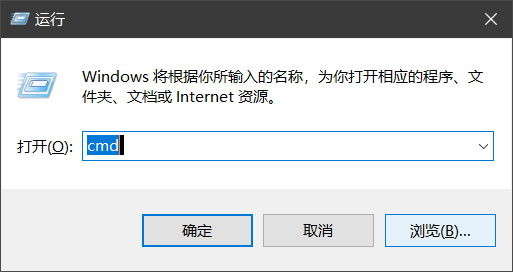 运行
Windows 将根据你所输入的名称，为你打开相应的程序、文
件夹、文档或 Internet 资源。
打开(O): cmd
确定 取消 浏览(B)...